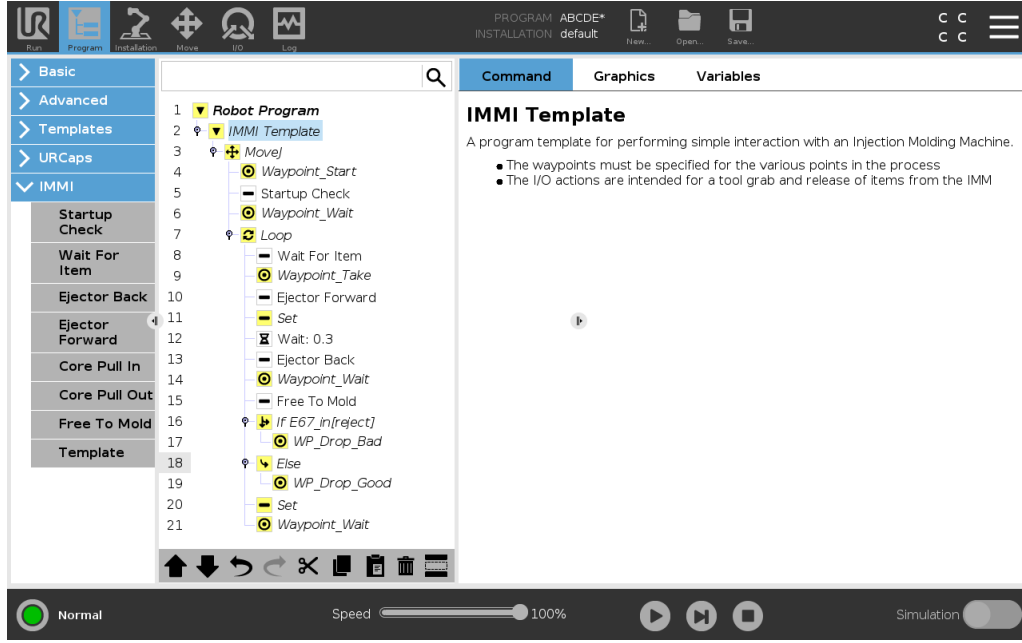 UR
PROGRAM ABCDE*
INSTALLATION default
New...
Open...
Save...
C C
C C
Run
Program
Installation
Move
I/O
Log
Basic
Advanced
Templates
URCaps
IMMI
Startup
Check
Wait For
Item
Ejector Back
Ejector
Forward
Core Pull In
Core Pull Out
Free To Mold
Template
1 Robot Program
2 IMMI Template
3 MoveJ
4 Waypoint_Start
5 Startup Check
6 Waypoint_Wait
7 Loop
8 Wait For Item
9 Waypoint_Take
10 Ejector Forward
11 Set
12 Wait: 0.3
13 Ejector Back
14 Waypoint_Wait
15 Free To Mold
16 If E67_in[reject]
17 WP_Drop_Bad
18 Else
19 WP_Drop_Good
20 Set
21 Waypoint_Wait
Command Graphics Variables
IMMI Template
A program template for performing simple interaction with an Injection Molding Machine.
• The waypoints must be specified for the various points in the process
• The I/O actions are intended for a tool grab and release of items from the IMM
Normal
Speed 100%
Simulation